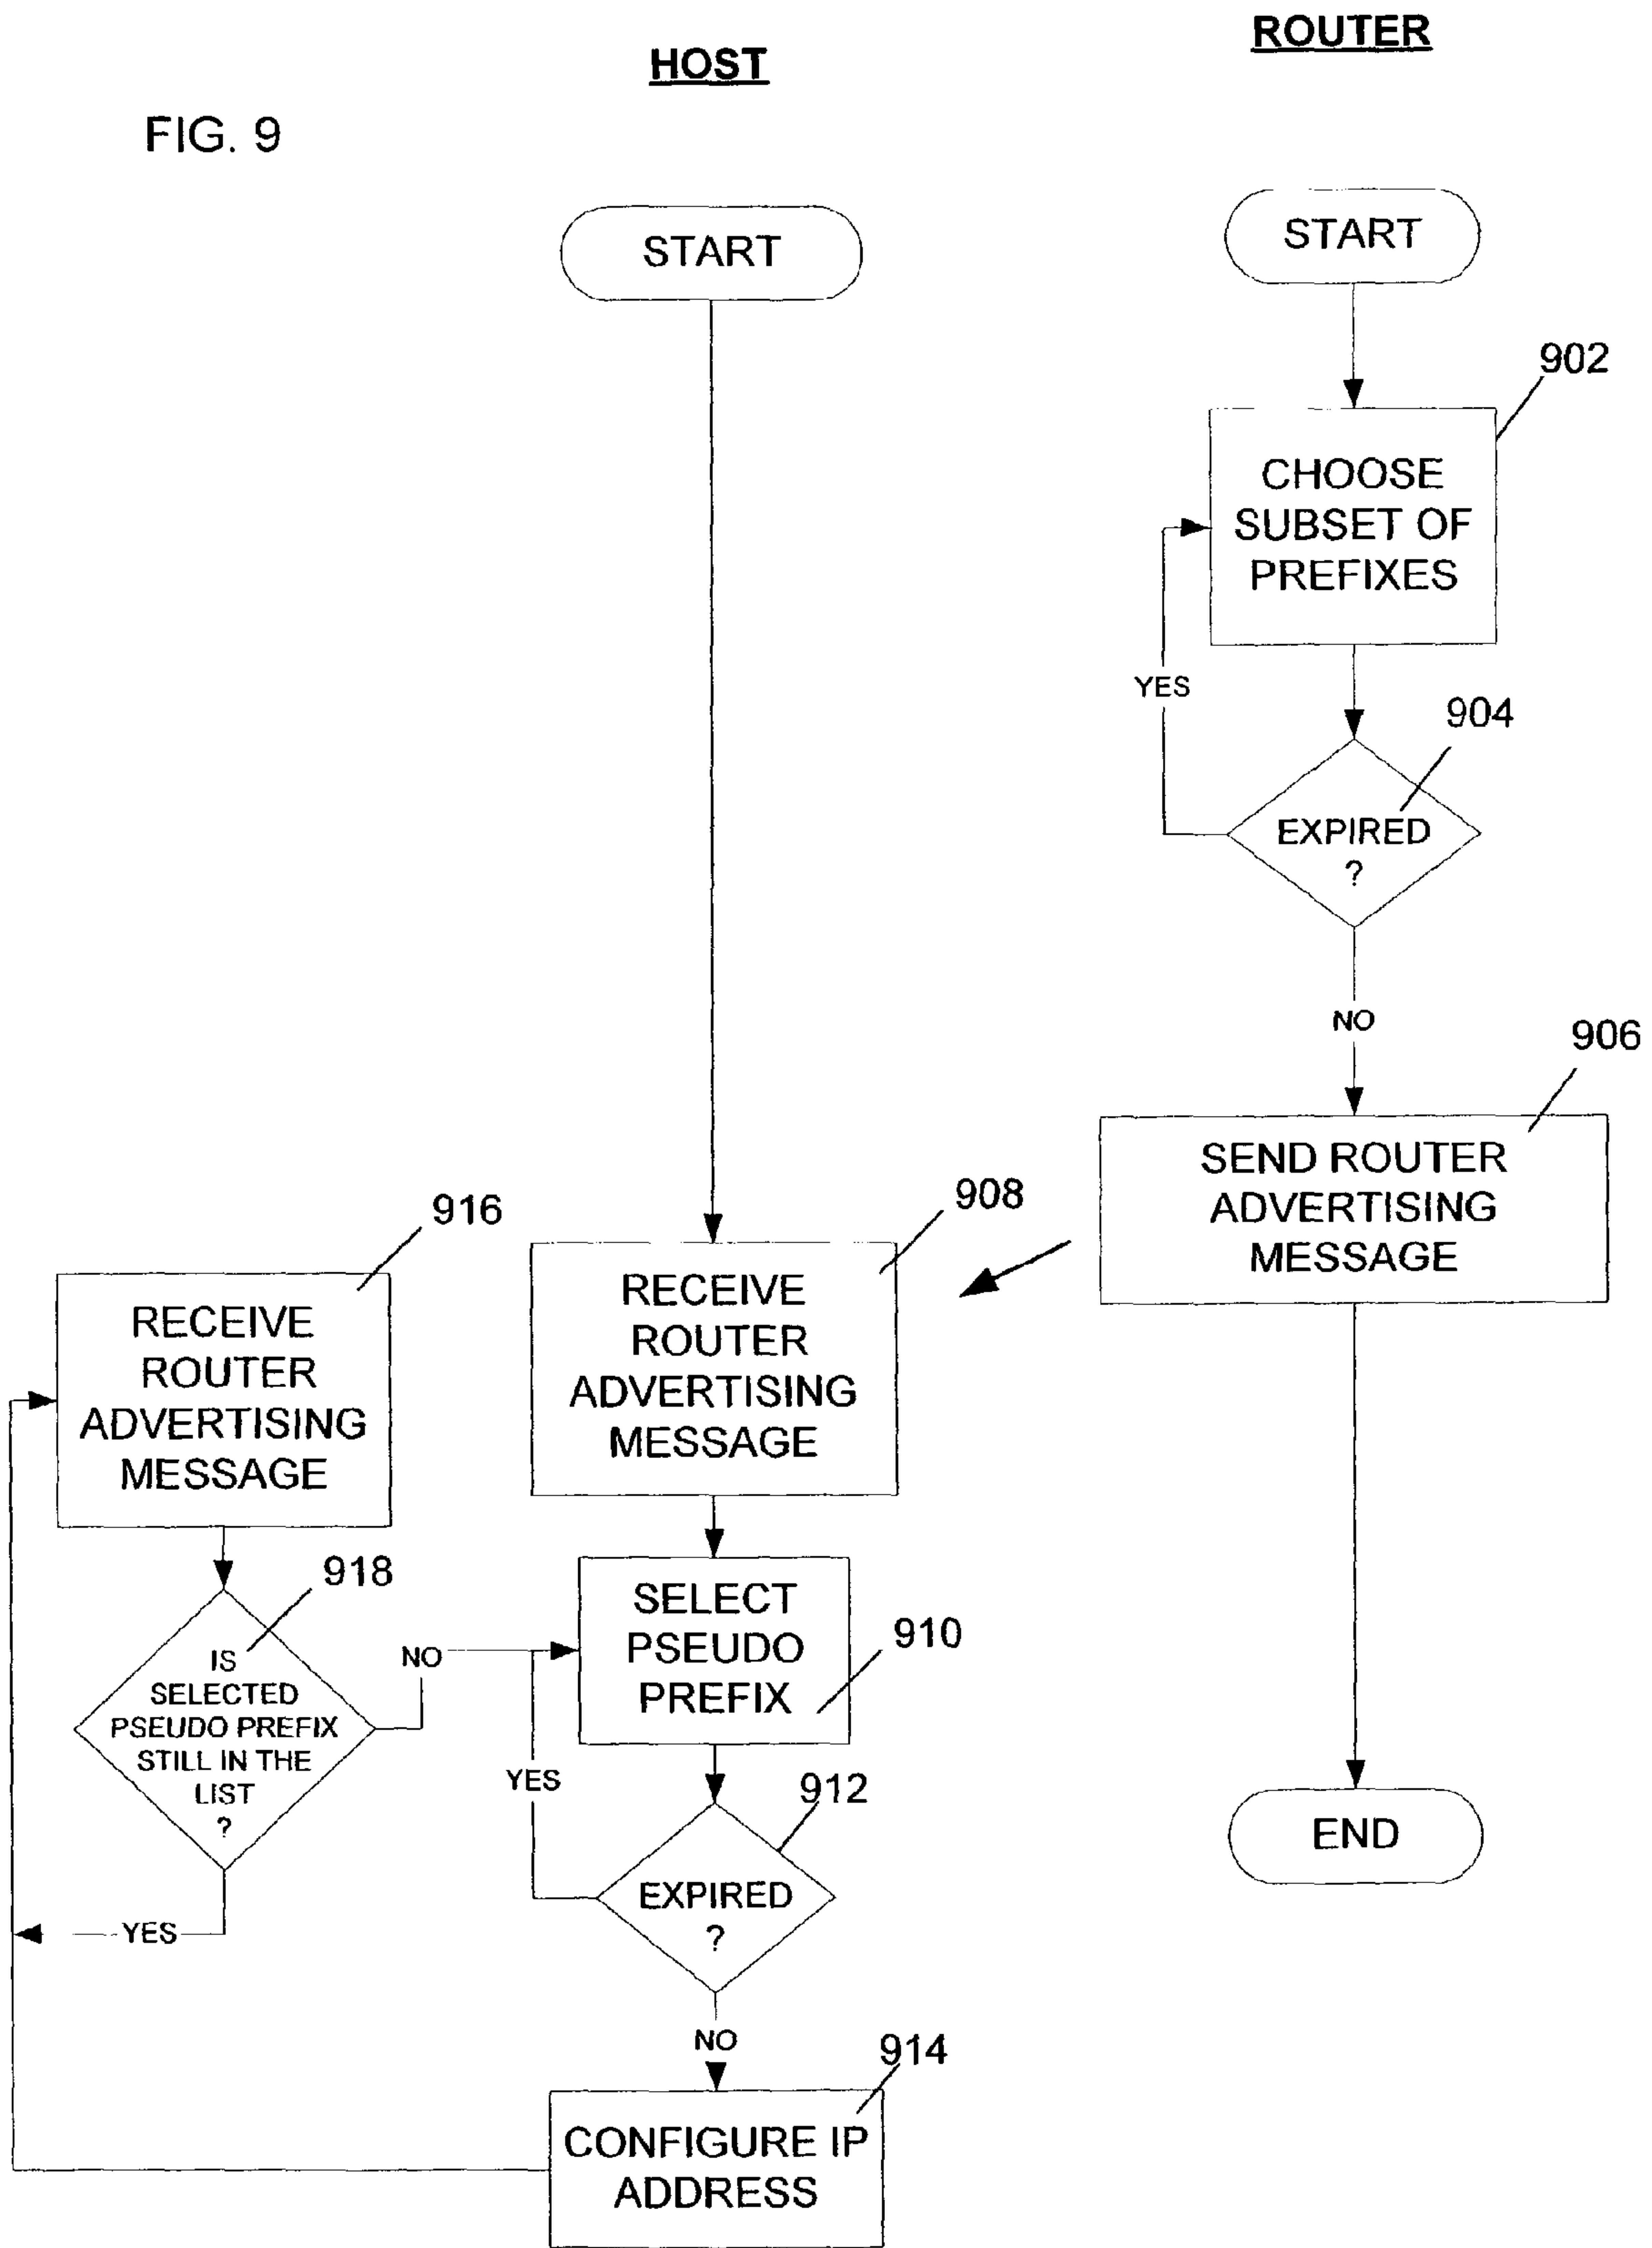 ROUTER
HOST
FIG. 9
START
START
902
CHOOSE
SUBSET OF
PREFIXES
YES
904
EXPIRED
?
NO
906
SEND ROUTER
ADVERTISING
MESSAGE
908
RECEIVE
ROUTER
ADVERTISING
MESSAGE
916
RECEIVE
ROUTER
ADVERTISING
MESSAGE
918
IS
SELECTED
PSEUDO PREFIX
STILL IN THE
LIST
?
NO
YES
SELECT
PSEUDO
PREFIX
910
YES
912
EXPIRED
?
NO
END
914
CONFIGURE IP
ADDRESS